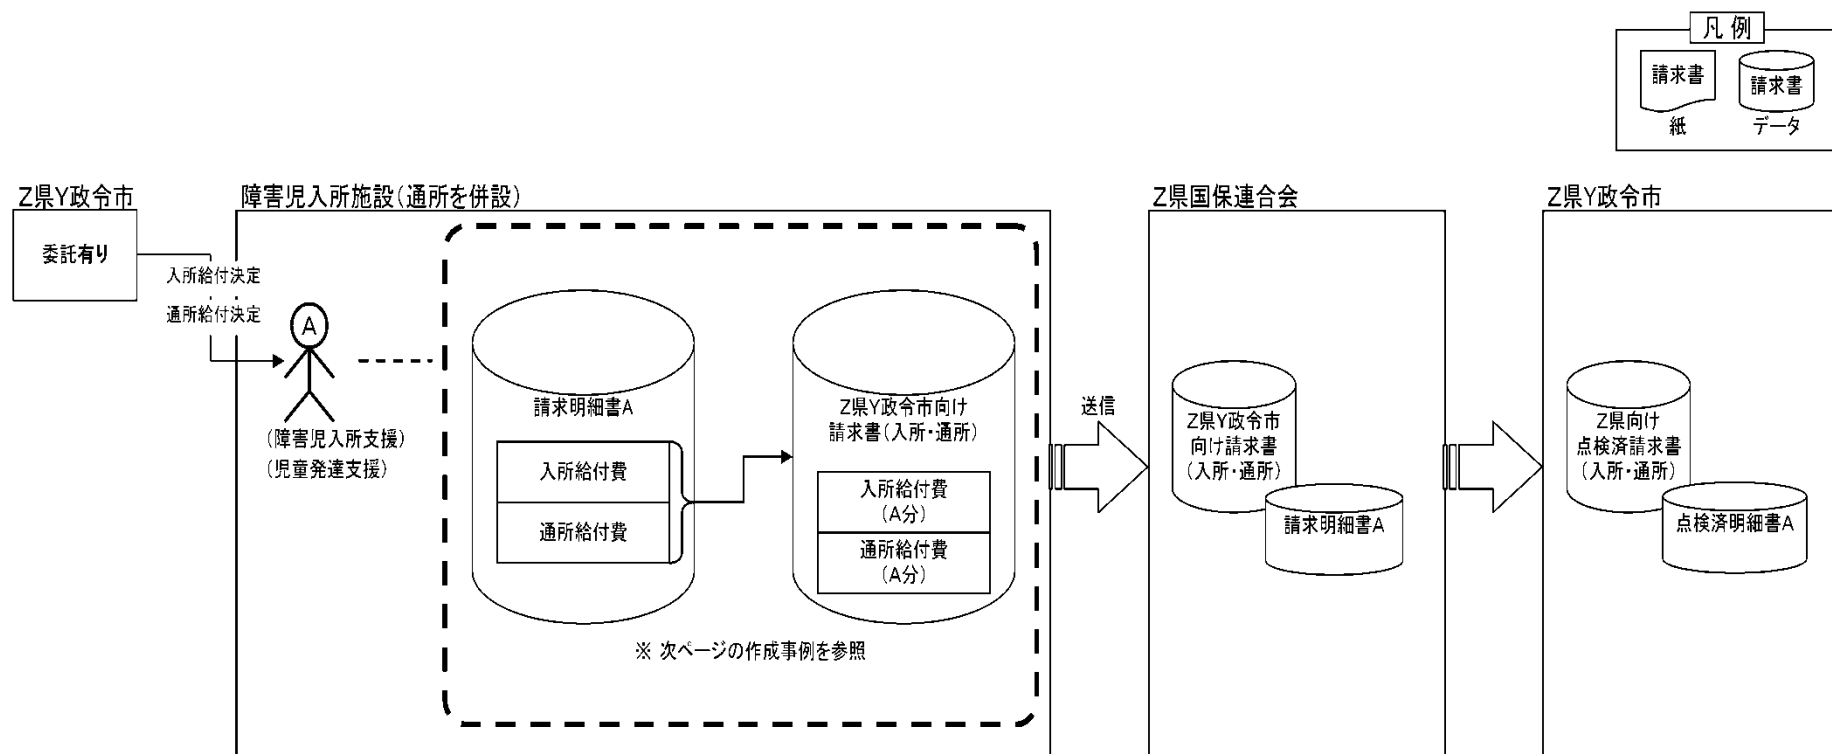 凡例
請求書
請求書
紙
データ
Z県Y政令市
委託有り
入所給付決定
通所給付決定
障害児入所施設(通所を併設)
A
(障害児入所支援)
(児童発達支援)
請求明細書A
入所給付費
通所給付費
Z県Y政令市向け
請求書(入所・通所)
入所給付費
(A分)
通所給付費
(A分)
※ 次ページの作成事例を参照
送信
Z県国保連合会
Z県Y政令市
向け請求書
(入所・通所)
請求明細書A
Z県Y政令市
Z県向け
点検済請求書
(入所・通所)
点検済明細書A